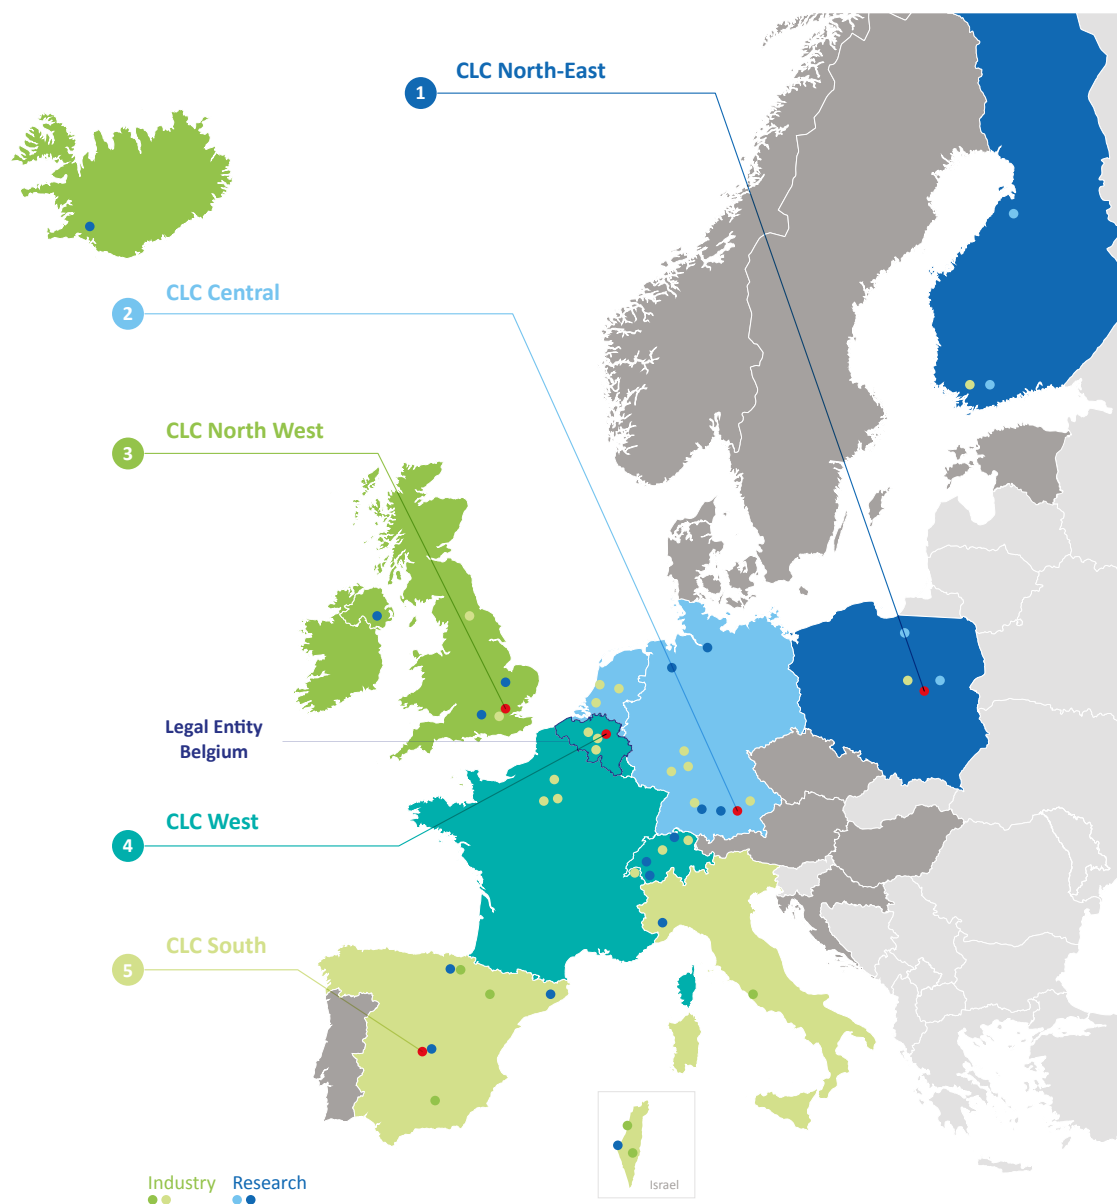 CLC North-East
1
CLC Central
2
CLC North West
3
Legal Entity
Belgium
CLC West
4
CLC South
5
Israel
Industry
Research